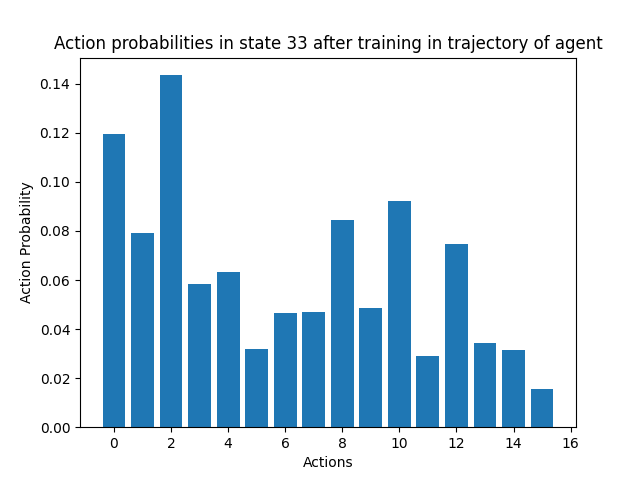 Action probabilities in state 33 after training in trajectory of agent
0.14
0.12
0.10
0.08
0.06
0.04
0.02
0.00
Action Probability
0 2 4 6 8 10 12 14 16
Actions